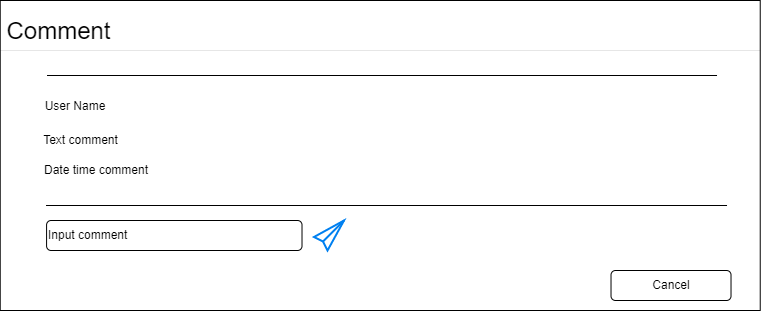 Comment
User Name
Text comment
Date time comment
Input comment
Cancel